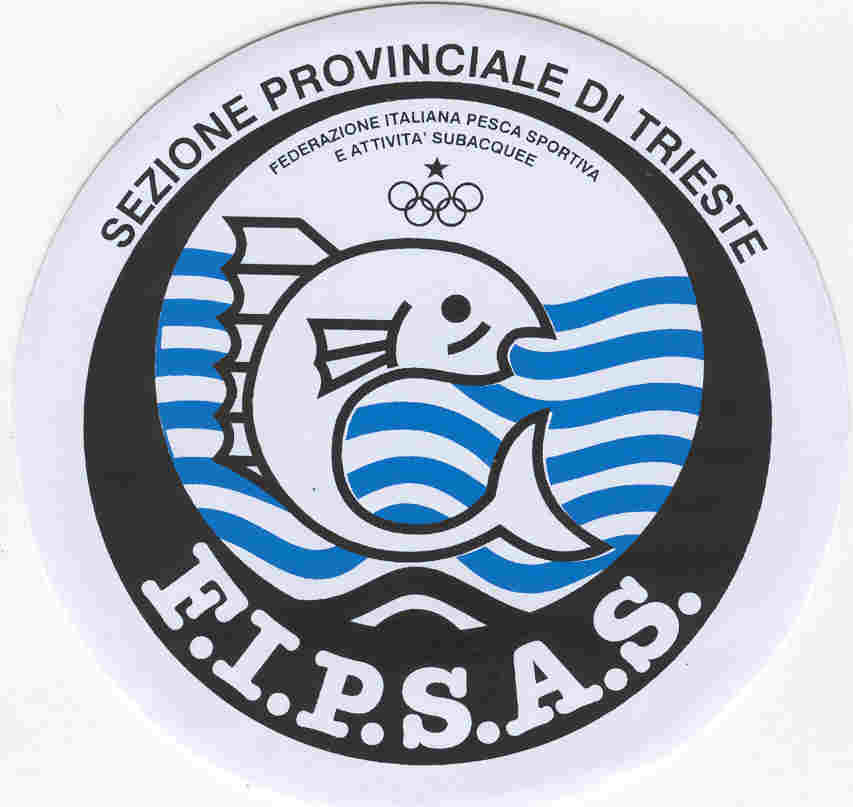 SEZIONE PROVINCIALE DI TRIESTE
FEDERAZIONE ITALIANA PESCA SPORTIVA
E ATTIVITA' SUBACQUEE
F.I.P.S.A.S.